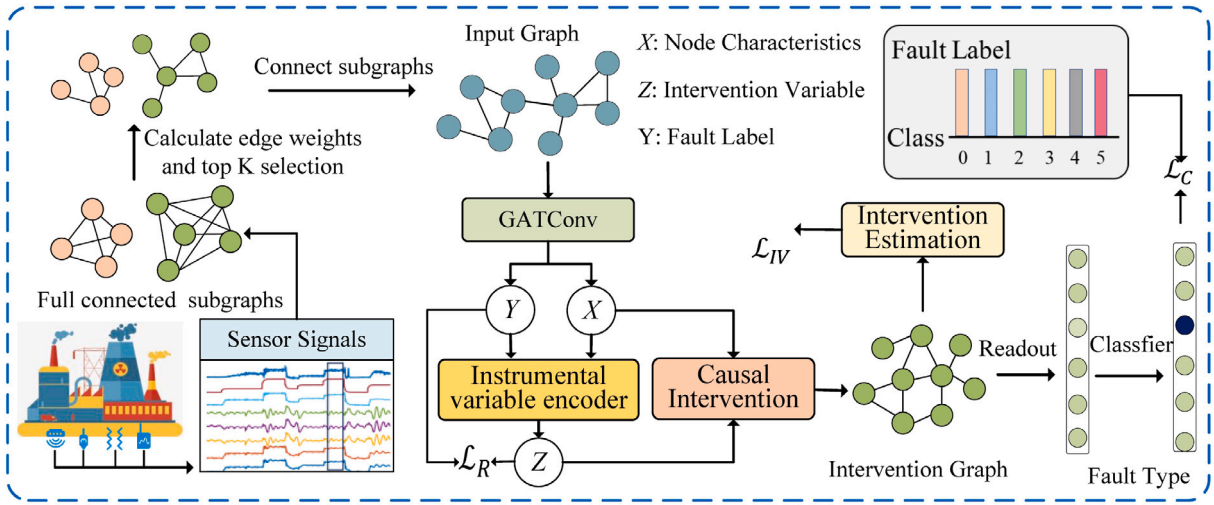 Connect subgraphs
Input Graph
X: Node Characteristics
Z: Intervention Variable
Y: Fault Label
Fault Label
Class
0 1 2 3 4 5
Calculate edge weights
and top K selection
ℒC
GATConv
Intervention
Estimation
ℒIV
Full connected subgraphs
Sensor Signals
Y
X
Instrumental
variable encoder
Causal
Intervention
Readout
Classfier
ℒR
Z
Intervention Graph
Fault Type